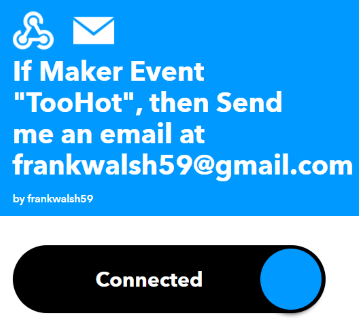 If Maker Event
"TooHot", then Send
me an email at
frankwalsh59@gmail.com
by frankwalsh59
Connected